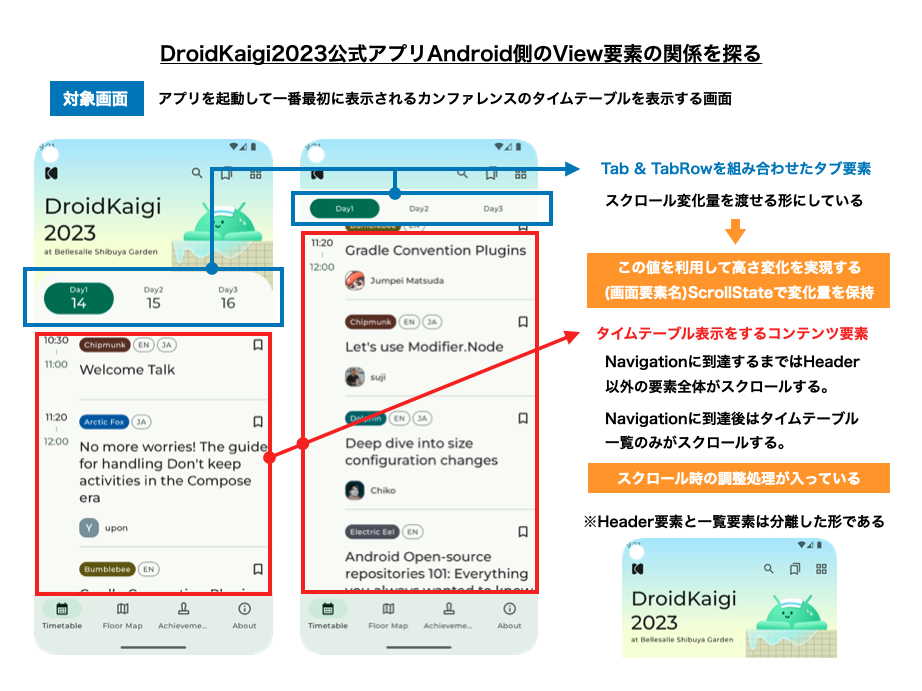 DroidKaigi2023公式アプリAndroid側のView要素の関係を探る
対象画面
アプリを起動して一番最初に表示されるカンファレンスのタイムテーブルを表示する画面
DroidKaigi
2023
at Bellesalle Shibuya Garden
Day1
14
Day2
15
Day3
16
10:30
11:00
Chipmunk
EN
JA
Welcome Talk
11:20
12:00
Arctic Fox
JA
No more worries! The guide
for handling Don't keep
activities in the Compose
era
Y
upon
Bumblebee
EN
Timetable
Floor Map
Achieveme...
About
Day1
Day2
Day3
Bumblebee
EN
11:20
12:00
Gradle Convention Plugins
Jumpei Matsuda
Chipmunk
EN
JA
Let's use Modifier.Node
suji
Dolphin
EN
JA
Deep dive into size
configuration changes
Chiko
Electric Eel
EN
Android Open-source
repositories 101: Everything
you always wanted to know
Timetable
Floor Map
Achieveme...
About
Tab & TabRowを組み合わせたタブ要素
スクロール変化量を渡せる形にしている
この値を利用して高さ変化を実現する
(画面要素名)ScrollStateで変化量を保持
タイムテーブル表示をするコンテンツ要素
Navigationに到達するまではHeader
以外の要素全体がスクロールする。
Navigationに到達後はタイムテーブル
一覧のみがスクロールする。
スクロール時の調整処理が入っている
※Header要素と一覧要素は分離した形である
DroidKaigi
2023
at Bellesalle Shibuya Garden